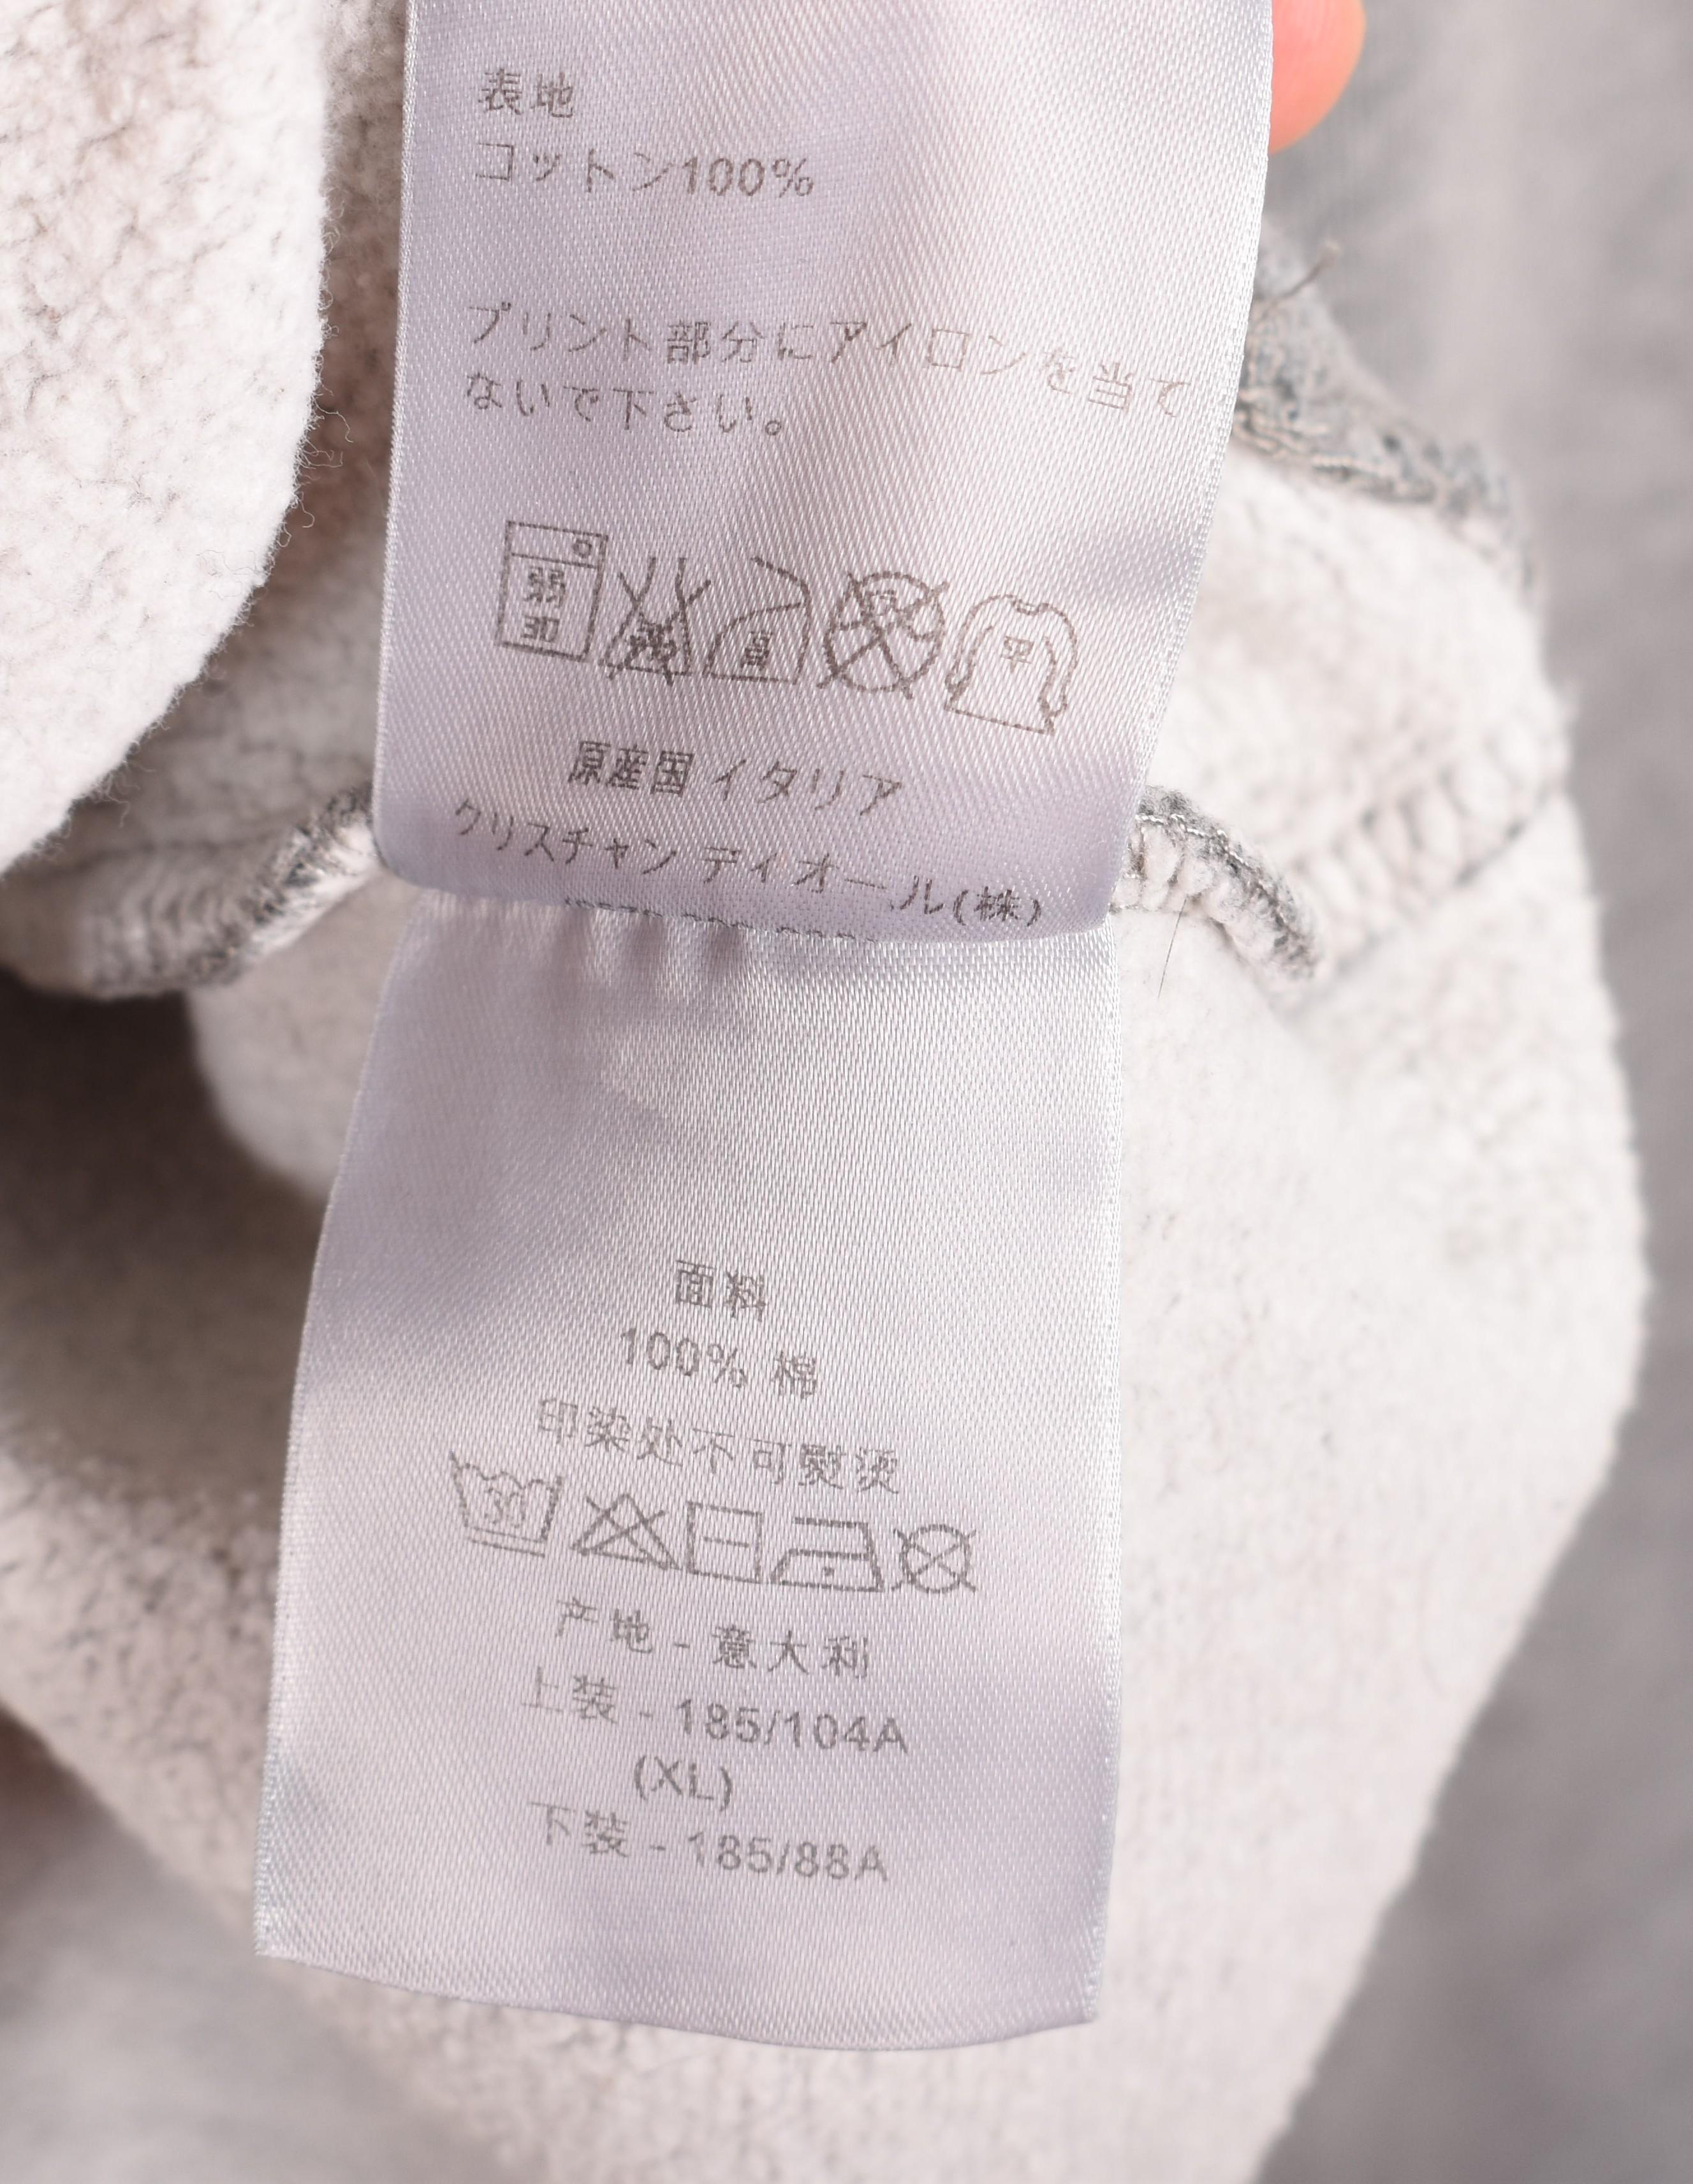 表地
コットン100%
プリント部分にアイロンを当て
ないで下さい。
弱
30
原産国 イタリア
クリスチャン ディオール(株)
面料
100% 棉
印染处不可熨烫
30
产地 - 意大利
上装 - 185/104A
(XL)
下装 - 185/88A